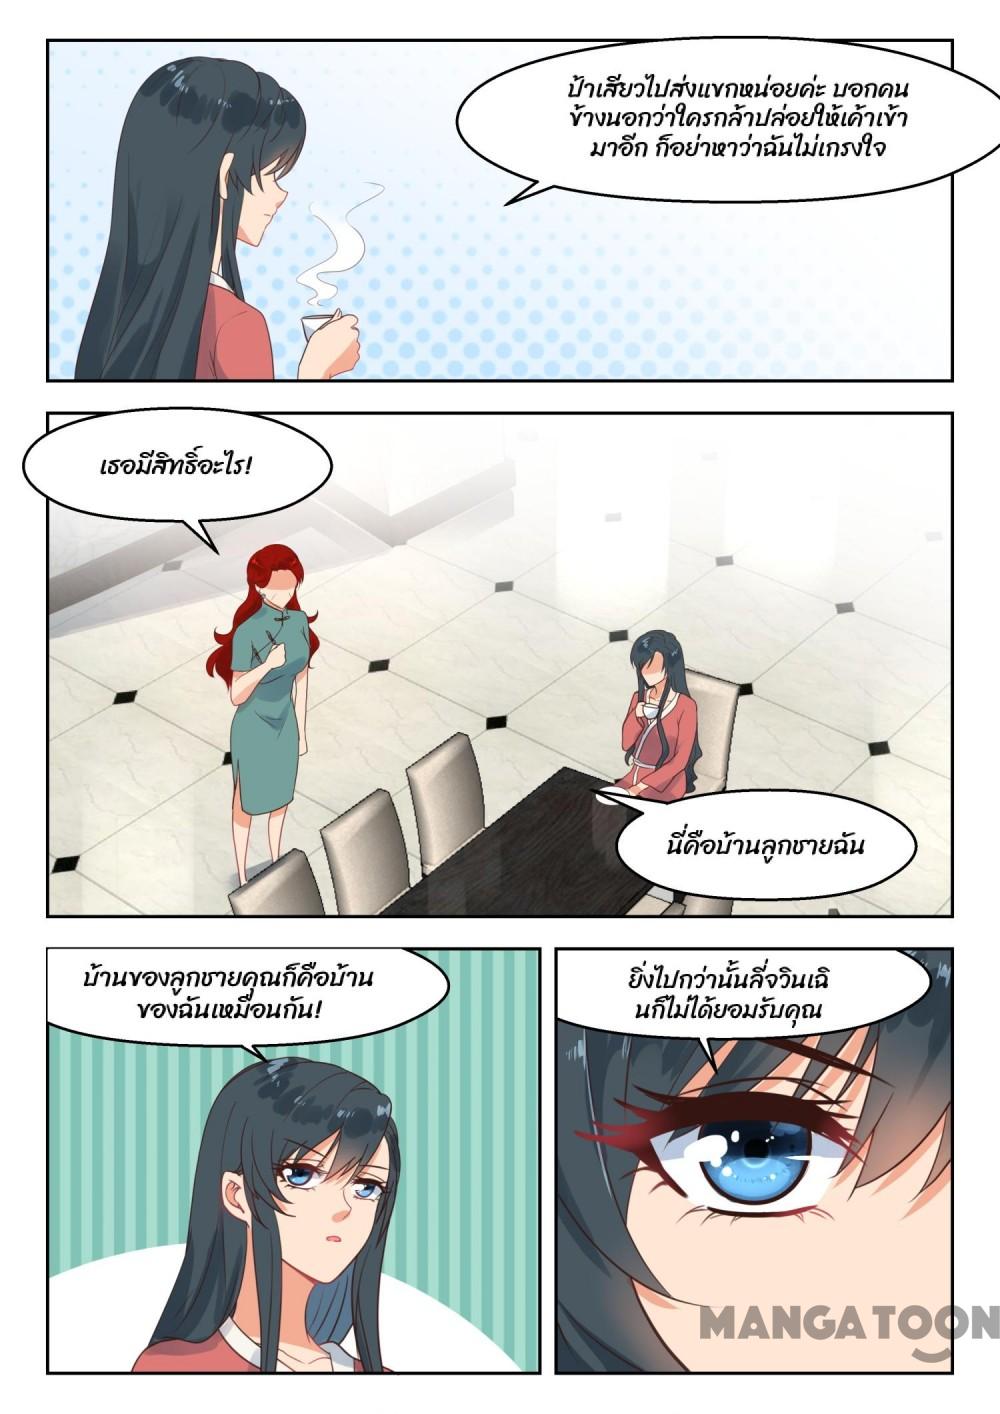 ป้าเสียวไปส่งแขกหน่อยค่ะ บอกคน
ข้างนอกว่าใครกล้าปล่อยให้เค้าเข้า
มาอีก ก็อย่าหาว่าฉันไม่เกรงใจ
เธอมีสิทธิ์อะไร!
นี่คือบ้านลูกชายฉัน
บ้านของลูกชายคุณก็คือบ้าน
ของฉันเหมือนกัน!
ยิ่งไปกว่านั้นลี่จวินเฉิ
นก็ไม่ได้ยอมรับคุณ
MANGATOON